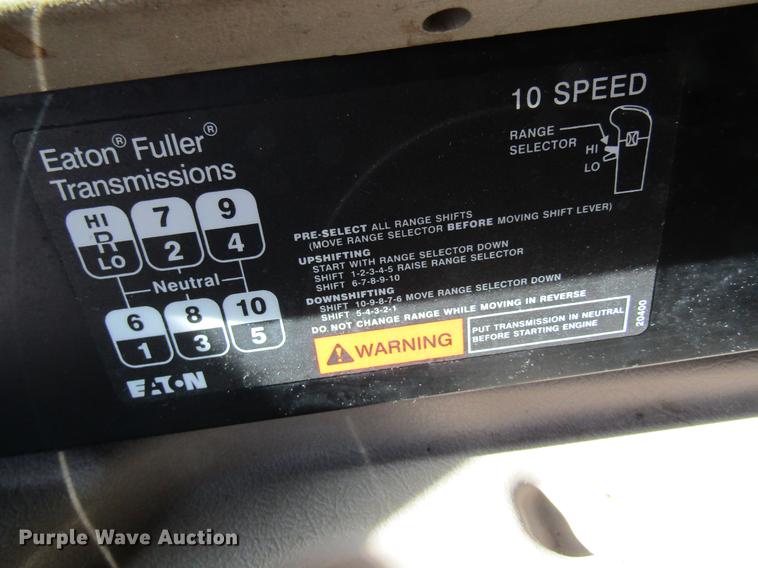 10 SPEED
Eaton® Fuller®
Transmissions
RANGE
SELECTOR
HI
LO
HI
R
LO
7
2
9
4
Neutral
6
1
8
3
10
5
EATON
PRE-SELECT ALL RANGE SHIFTS
(MOVE RANGE SELECTOR BEFORE MOVING SHIFT LEVER)
UPSHIFTING
START WITH RANGE SELECTOR DOWN
SHIFT 1-2-3-4-5 RAISE RANGE SELECTOR
SHIFT 6-7-8-9-10
DOWNSHIFTING
SHIFT 10-9-8-7-6 MOVE RANGE SELECTOR DOWN
SHIFT 5-4-3-2-1
DO NOT CHANGE RANGE WHILE MOVING IN REVERSE
WARNING
PUT TRANSMISSION IN NEUTRAL
BEFORE STARTING ENGINE
20400
Purple Wave Auction®